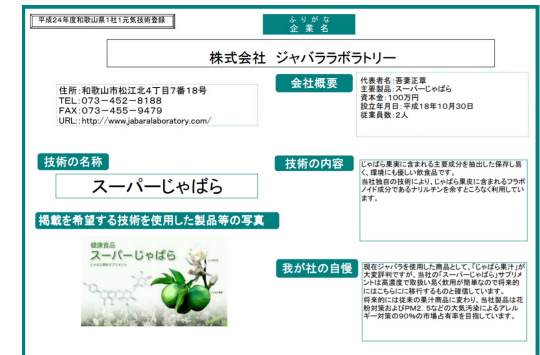 平成24年度和歌山県1社1元気技術登録
ふりがな
企業名
株式会社 ジャバララボラトリー
住所:和歌山市松江北4丁目7番18号
TEL:073-452-8188
FAX:073-455-9479
URL::http://www.jabaralaboratory.com/
会社概要
代表者名:吾妻正章
主要製品:スーパーじゃばら
資本金:100万円
設立年月日:平成18年10月30日
従業員数:2人
技術の名称
スーパーじゃばら
技術の内容
じゃばら果実に含まれる主要成分を抽出した保存し易
く、環境にも優しい飲食品です。
当社独自の技術により、じゃばら果皮に含まれるフラボ
ノイド成分であるナリルチンを余すところなく利用してい
ます。
掲載を希望する技術を使用した製品等の写真
健康食品
スーパーじゃばら
我が社の自慢
現在ジャバラを使用した商品として、「じゃばら果汁」が
大変評判ですが、当社の「スーパーじゃばら」サプリメ
ントは高濃度で取扱い易く飲用が簡単なので将来的
にはこちらにに移行するものと確信しています。
将来的には従来の果汁商品に変わり、当社製品は花
粉対策およびPM2.5などの大気汚染によるアレル
ギー対策の90%の市場占有率を目指しています。